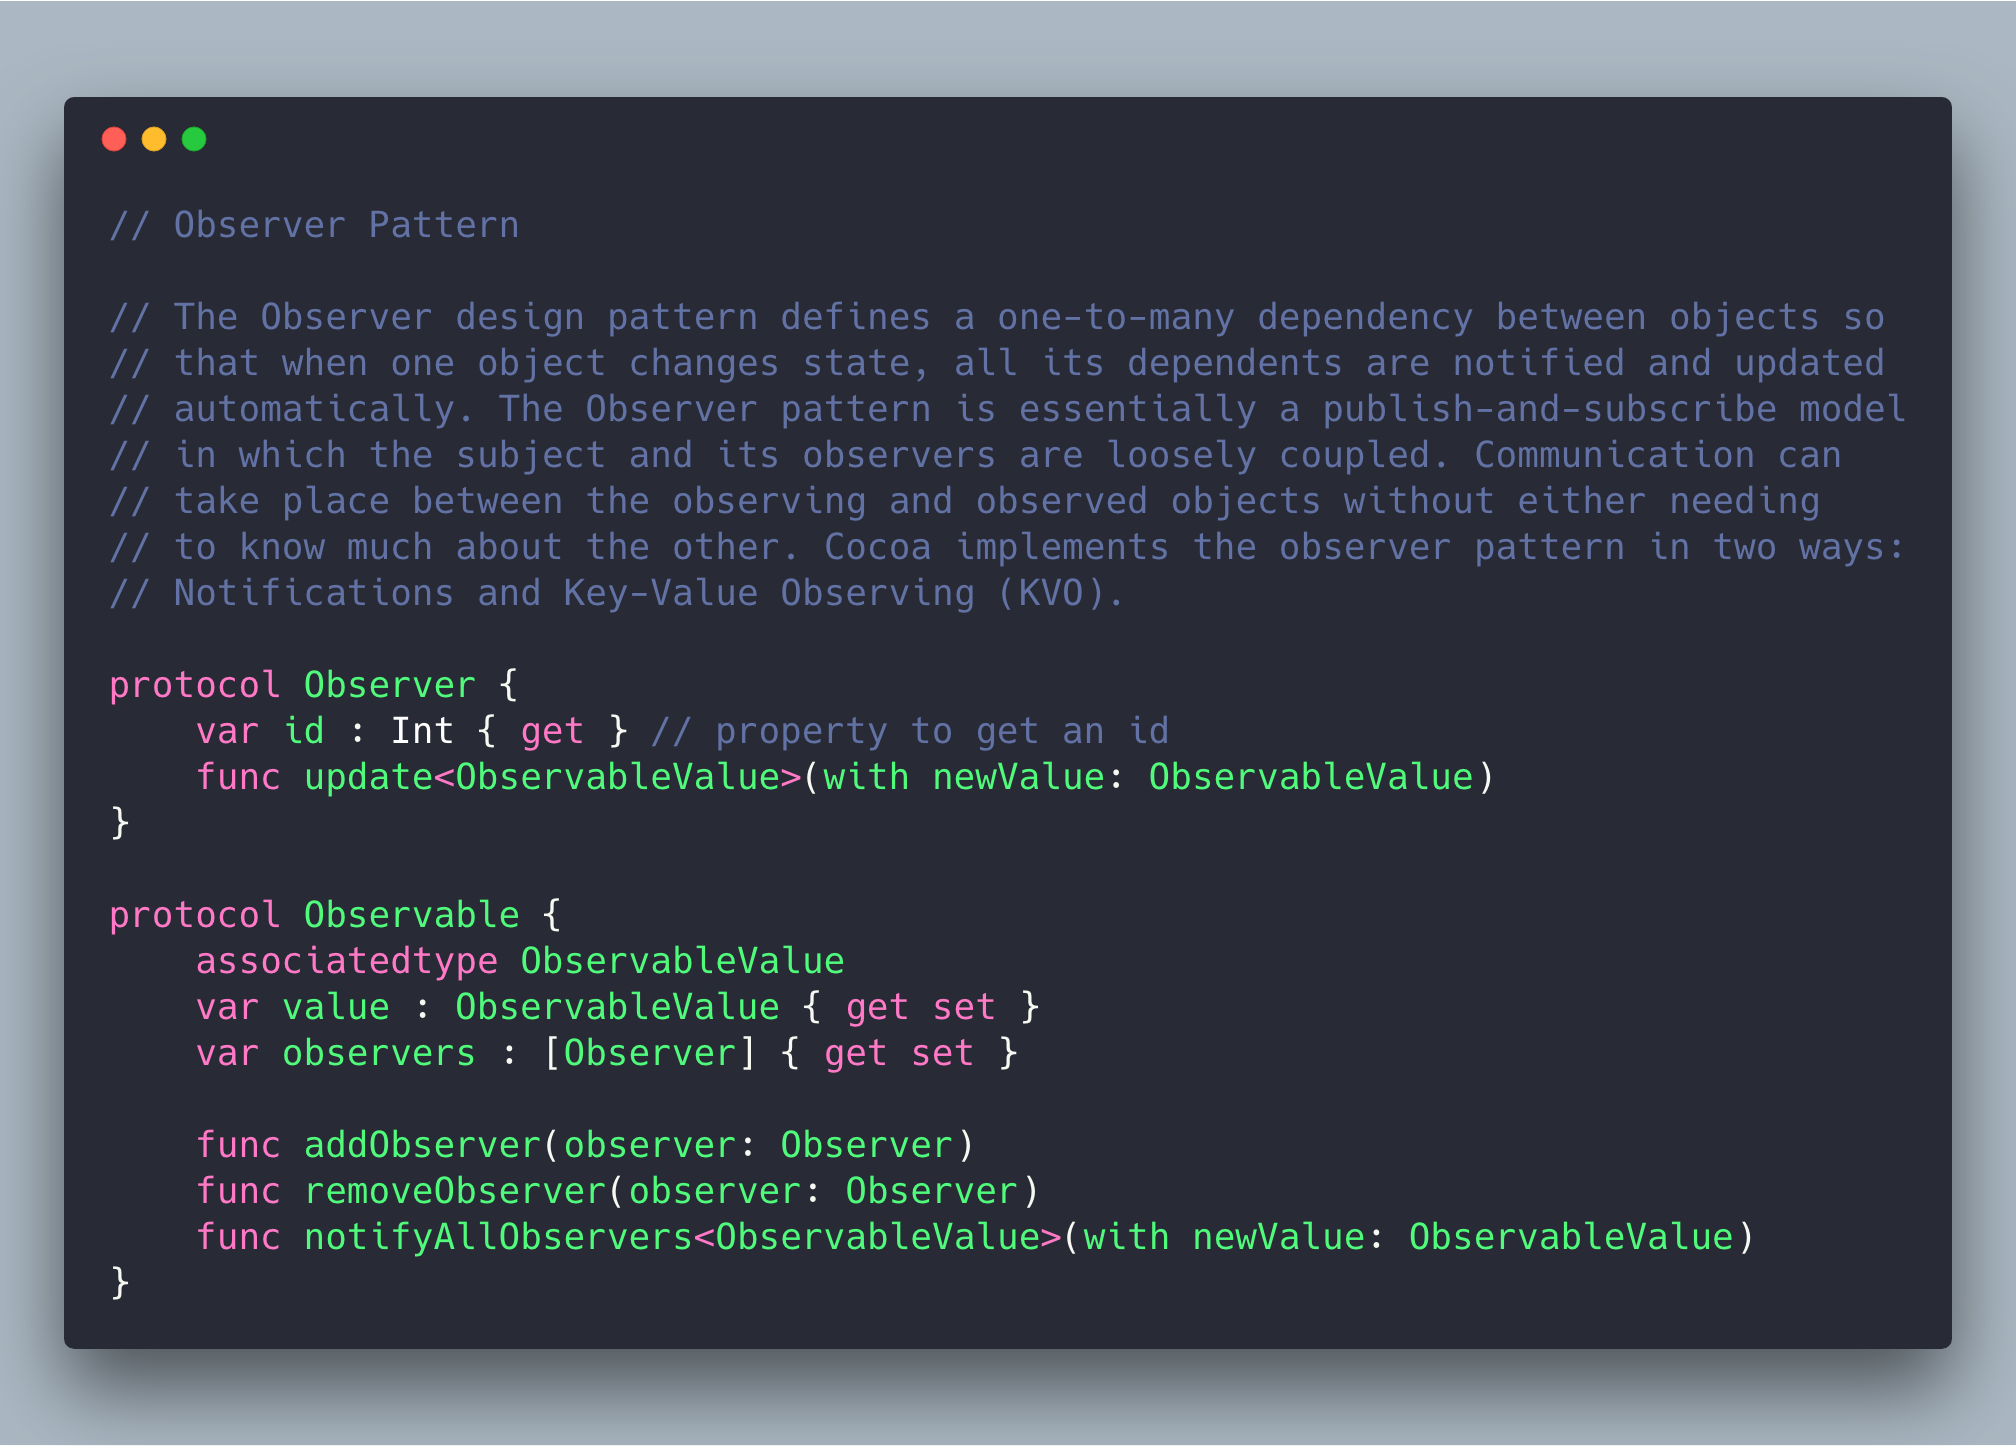 // Observer Pattern
// The Observer design pattern defines a one-to-many dependency between objects so
// that when one object changes state, all its dependents are notified and updated
// automatically. The Observer pattern is essentially a publish-and-subscribe model
// in which the subject and its observers are loosely coupled. Communication can
// take place between the observing and observed objects without either needing
// to know much about the other. Cocoa implements the observer pattern in two ways:
// Notifications and Key-Value Observing (KVO).
protocol Observer {
    var id : Int { get } // property to get an id
    func update<ObservableValue>(with newValue: ObservableValue)
}
protocol Observable {
    associatedtype ObservableValue
    var value : ObservableValue { get set }
    var observers : [Observer] { get set }
    func addObserver(observer: Observer)
    func removeObserver(observer: Observer)
    func notifyAllObservers<ObservableValue>(with newValue: ObservableValue)
}